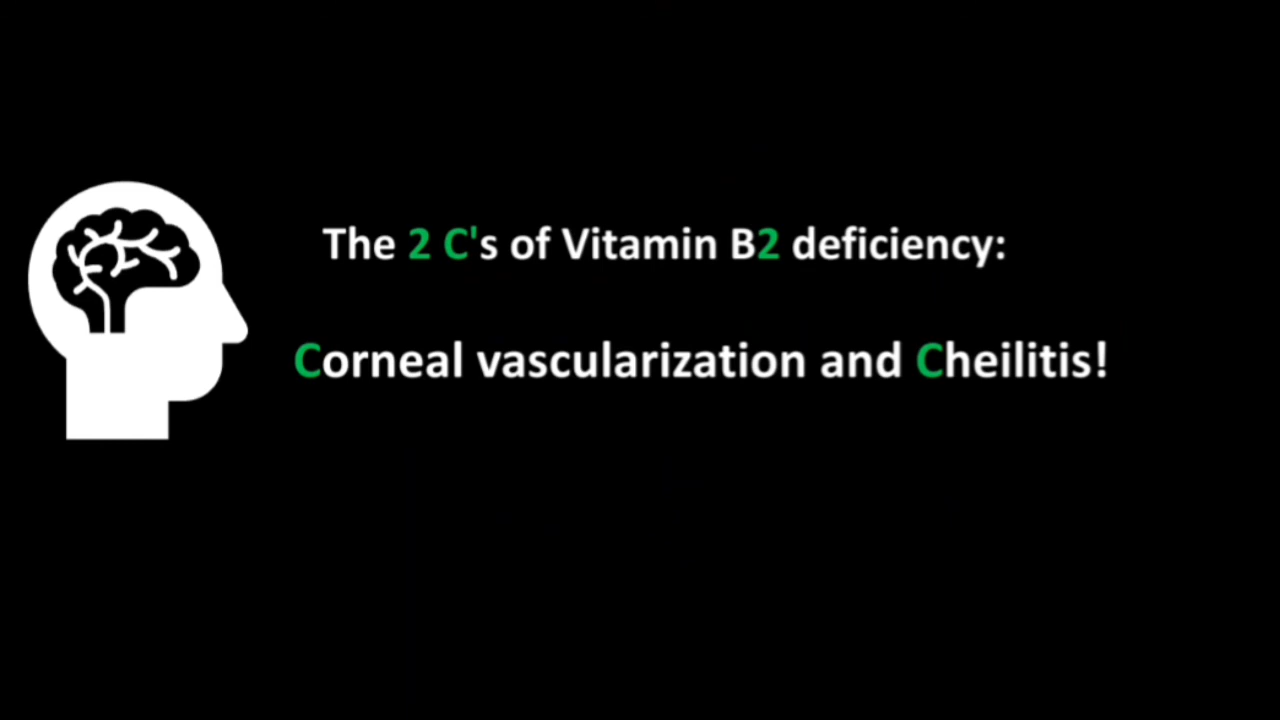 The 2 C's of Vitamin B2 deficiency:
Corneal vascularization and Cheilitis!